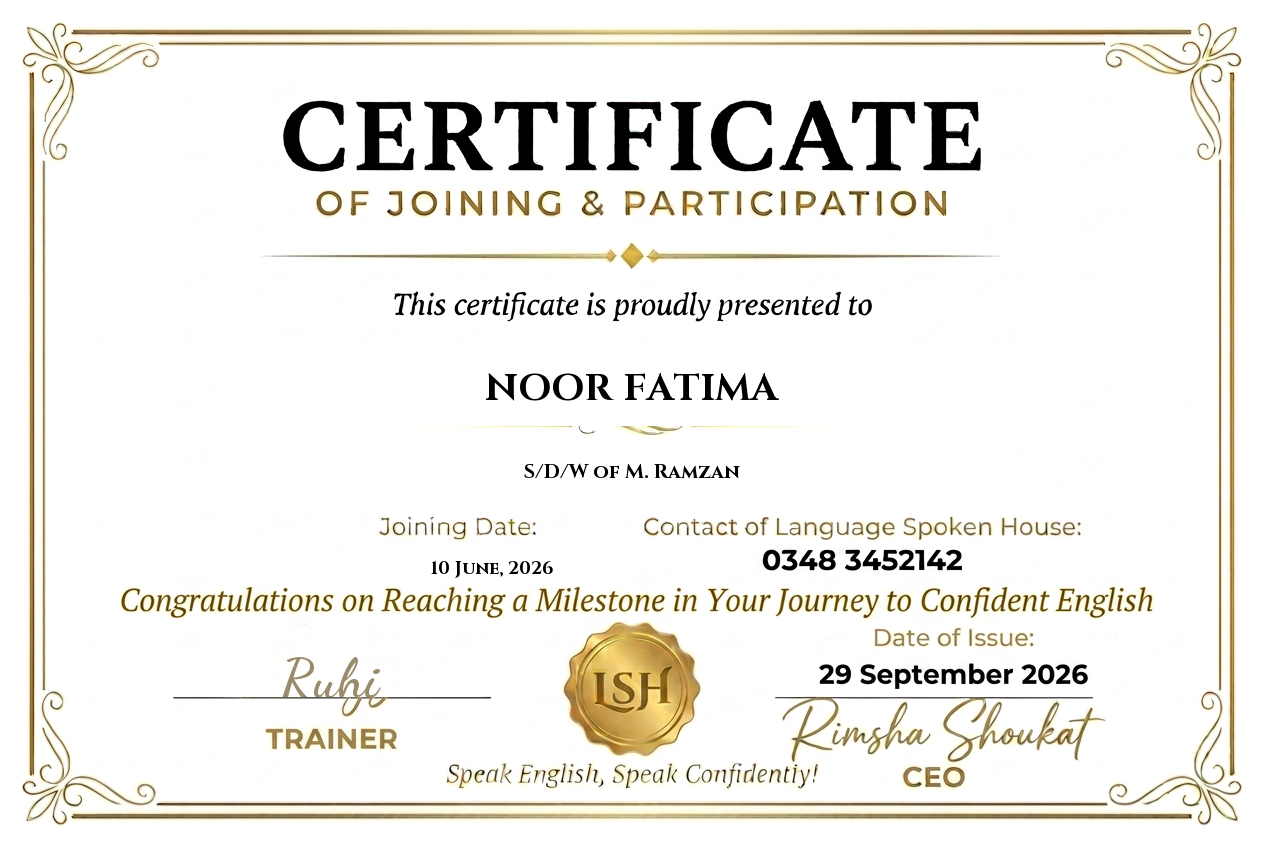 CERTIFICATE
OF JOINING & PARTICIPATION
This certificate is proudly presented to
NOOR FATIMA
S/D/W OF M. RAMZAN
Joining Date:
10 JUNE, 2026
Contact of Language Spoken House:
0348 3452142
Congratulations on Reaching a Milestone in Your Journey to Confident English
Date of Issue:
29 September 2026
Ruhi
TRAINER
LSH
Rimsha Shoukat
CEO
Speak English, Speak Confidently!